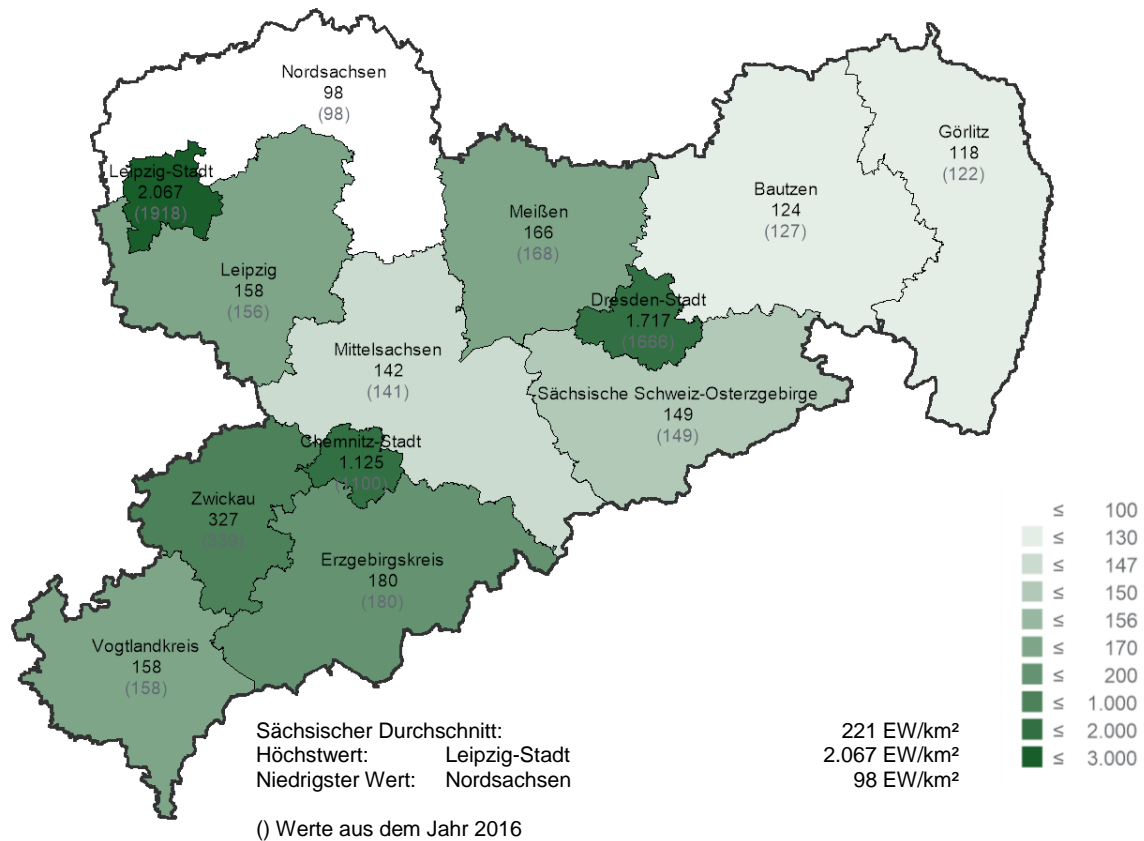 Nordsachsen
98
(98)
Leipzig-Stadt
2.067
(1918)
Leipzig
158
(156)
Meißen
166
(168)
Bautzen
124
(127)
Görlitz
118
(122)
Dresden-Stadt
1.717
(1666)
Mittelsachsen
142
(141)
Sächsische Schweiz-Osterzgebirge
149
(149)
Chemnitz-Stadt
1.125
(1100)
Zwickau
327
(333)
Erzgebirgskreis
180
(180)
Vogtlandkreis
158
(158)
≤ 100
≤ 130
≤ 147
≤ 150
≤ 156
≤ 170
≤ 200
≤ 1.000
≤ 2.000
≤ 3.000
Sächsischer Durchschnitt: 221 EW/km²
Höchstwert: Leipzig-Stadt 2.067 EW/km²
Niedrigster Wert: Nordsachsen 98 EW/km²
() Werte aus dem Jahr 2016